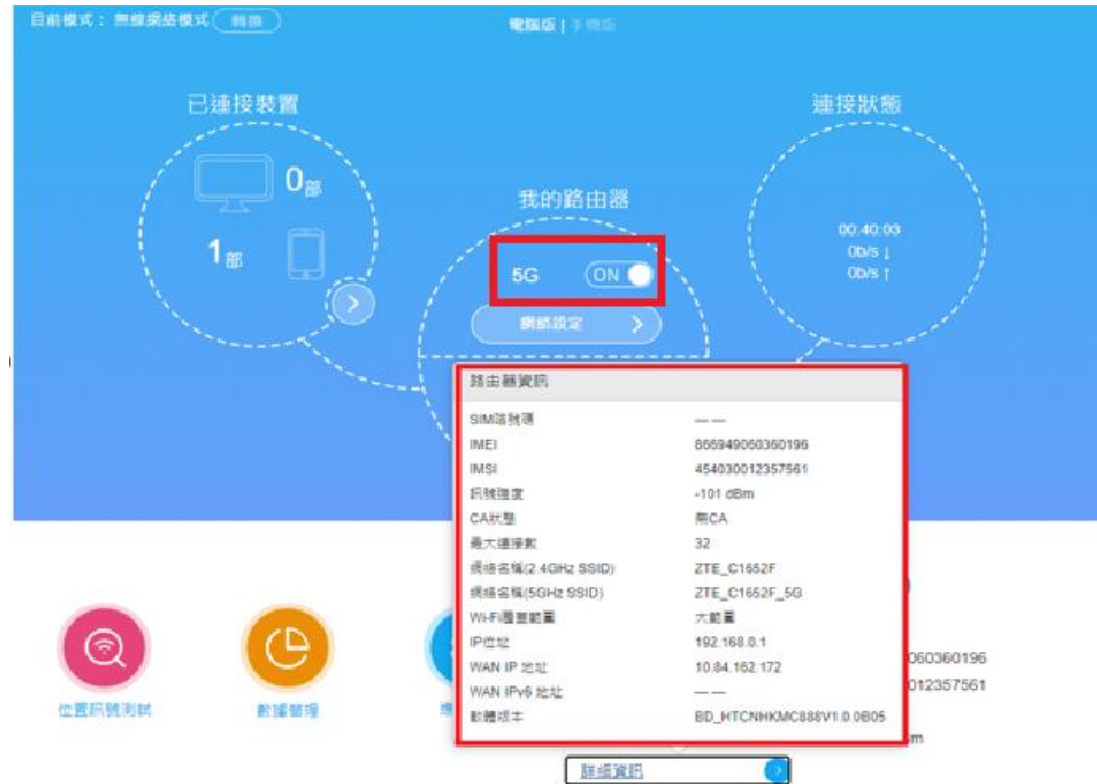 目前模式： 無線網絡模式 轉換
電腦版 | 手機版
已連接裝置
連接狀態
0部
我的路由器
1部
00:40:03
0b/s ↓
0b/s ↑
5G ON
網絡設定 >
路由器資訊
SIM咭號碼 — —
IMEI 866949060360196
IMSI 454030012357561
訊號強度 -101 dBm
CA狀態 無CA
最大連接數 32
網絡名稱(2.4GHz SSID) ZTE_C1652F
網絡名稱(5GHz SSID) ZTE_C1652F_5G
Wi-Fi覆蓋範圍 大範圍
IP位址 192.168.0.1
WAN IP 地址 10.84.162.172
WAN IPv6 地址 — —
軟體版本 BD_HTCNHKMC888V1.0.0B05
060360196
012357561
位置訊號測試
數據管理
詳細資訊